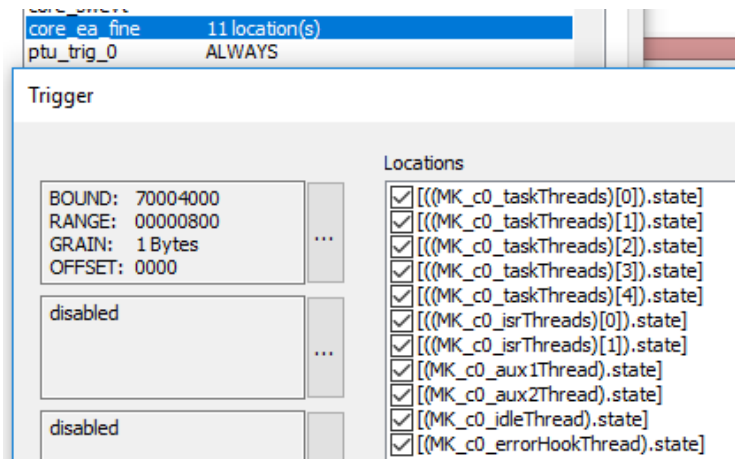 core_ea_fine 11 location(s)
ptu_trig_0 ALWAYS
Trigger
Locations
BOUND: 70004000
RANGE: 00000800
GRAIN: 1 Bytes
OFFSET: 0000
...
disabled
...
disabled
[((MK_c0_taskThreads)[0]).state]
[((MK_c0_taskThreads)[1]).state]
[((MK_c0_taskThreads)[2]).state]
[((MK_c0_taskThreads)[3]).state]
[((MK_c0_taskThreads)[4]).state]
[((MK_c0_isrThreads)[0]).state]
[((MK_c0_isrThreads)[1]).state]
[(MK_c0_aux1Thread).state]
[(MK_c0_aux2Thread).state]
[(MK_c0_idleThread).state]
[(MK_c0_errorHookThread).state]